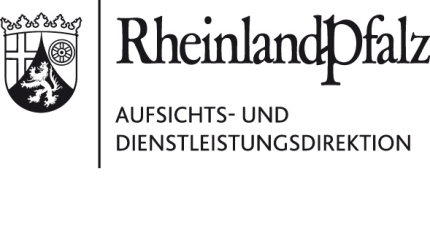 RheinlandPfalz
AUFSICHTS- UND
DIENSTLEISTUNGSDIREKTION